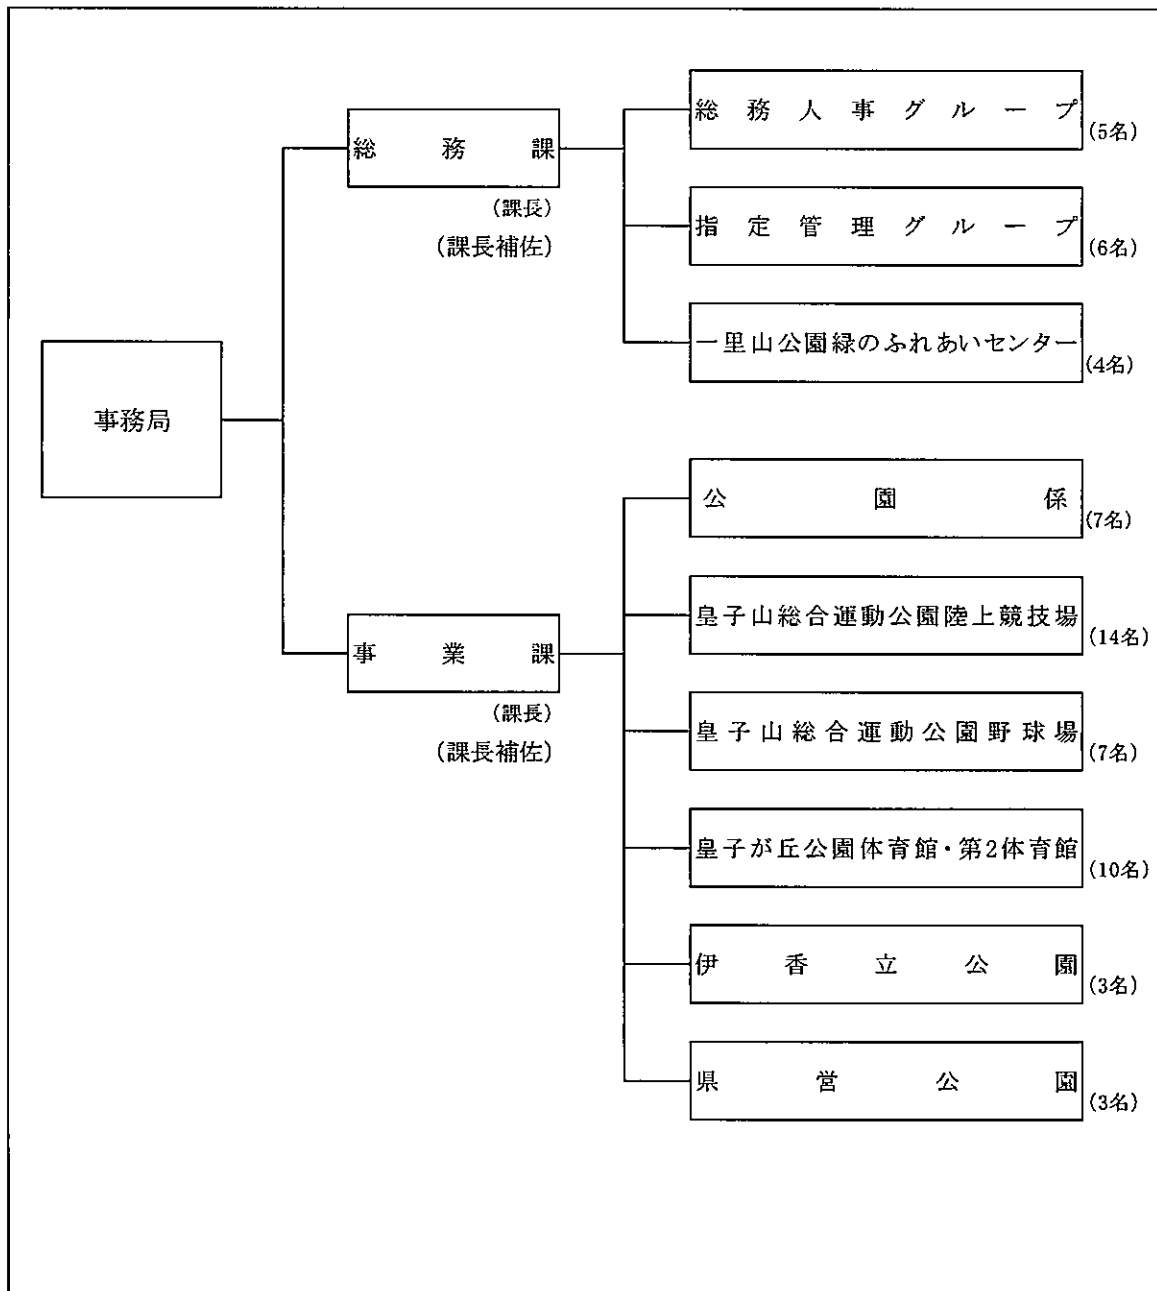 総務人事グループ
(5名)
総務課
(課長)
(課長補佐)
指定管理グループ
(6名)
一里山公園緑のふれあいセンター
(4名)
事務局
公園係
(7名)
皇子山総合運動公園陸上競技場
(14名)
事業課
(課長)
(課長補佐)
皇子山総合運動公園野球場
(7名)
皇子が丘公園体育館・第2体育館
(10名)
伊香立公園
(3名)
県営公園
(3名)